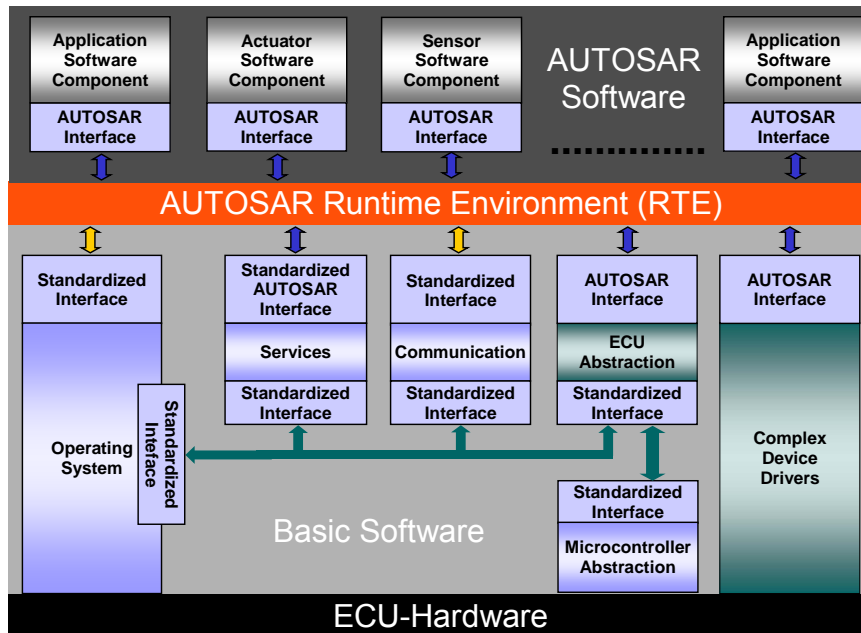 Application
Software
Component
AUTOSAR
Interface
Actuator
Software
Component
AUTOSAR
Interface
Sensor
Software
Component
AUTOSAR
Interface
AUTOSAR
Software
Application
Software
Component
AUTOSAR
Interface
AUTOSAR Runtime Environment (RTE)
Standardized
Interface
Operating
System
Standardized
Inteface
Standardized
AUTOSAR
Interface
Services
Standardized
Interface
Standardized
Interface
Communication
Standardized
Interface
AUTOSAR
Interface
ECU
Abstraction
Standardized
Interface
Standardized
Interface
Microcontroller
Abstraction
AUTOSAR
Interface
Complex
Device
Drivers
Basic Software
ECU-Hardware